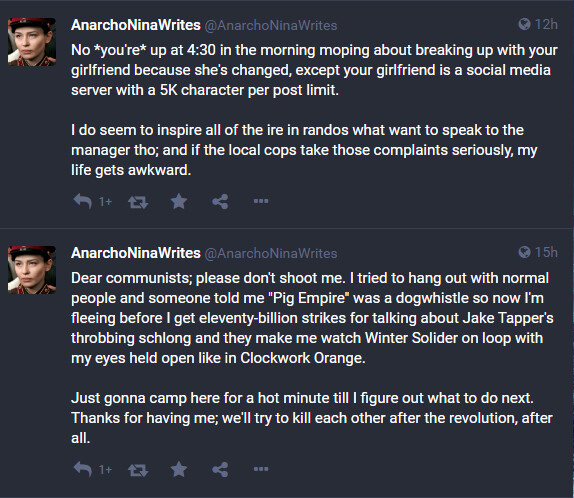 AnarchoNinaWrites @AnarchoNinaWrites 12h
No *you're* up at 4:30 in the morning moping about breaking up with your
girlfriend because she's changed, except your girlfriend is a social media
server with a 5K character per post limit.
I do seem to inspire all of the ire in randos what want to speak to the
manager tho; and if the local cops take those complaints seriously, my
life gets awkward.
1+
AnarchoNinaWrites @AnarchoNinaWrites 15h
Dear communists; please don't shoot me. I tried to hang out with normal
people and someone told me "Pig Empire" was a dogwhistle so now I'm
fleeing before I get eleventy-billion strikes for talking about Jake Tapper's
throbbing schlong and they make me watch Winter Solider on loop with
my eyes held open like in Clockwork Orange.
Just gonna camp here for a hot minute till I figure out what to do next.
Thanks for having me; we'll try to kill each other after the revolution, after
all.
1+